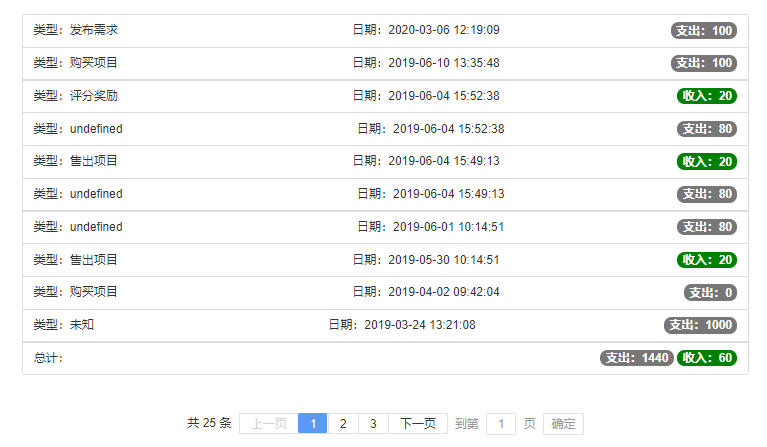 类型：发布需求 日期：2020-03-06 12:19:09 支出：100
类型：购买项目 日期：2019-06-10 13:35:48 支出：100
类型：评分奖励 日期：2019-06-04 15:52:38 收入：20
类型：undefined 日期：2019-06-04 15:52:38 支出：80
类型：售出项目 日期：2019-06-04 15:49:13 收入：20
类型：undefined 日期：2019-06-04 15:49:13 支出：80
类型：undefined 日期：2019-06-01 10:14:51 支出：80
类型：售出项目 日期：2019-05-30 10:14:51 收入：20
类型：购买项目 日期：2019-04-02 09:42:04 支出：0
类型：未知 日期：2019-03-24 13:21:08 支出：1000
总计： 支出：1440 收入：60
共 25 条 上一页 1 2 3 下一页 到第 1 页 确定